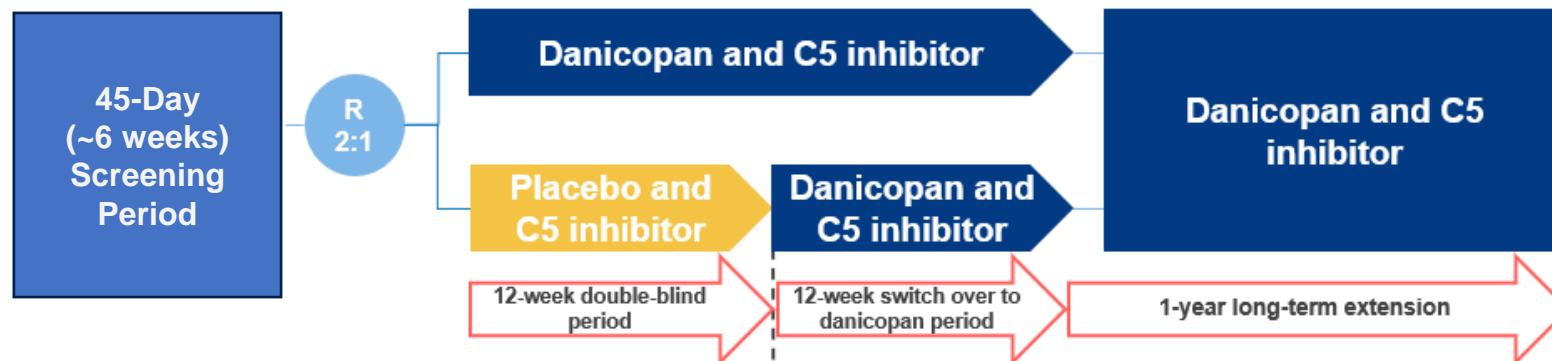 45-Day
(~6 weeks)
Screening
Period
R
2:1
Danicopan and C5 inhibitor
Placebo and
C5 inhibitor
Danicopan and
C5 inhibitor
Danicopan and C5
inhibitor
12-week double-blind
period
12-week switch over to
danicopan period
1-year long-term extension